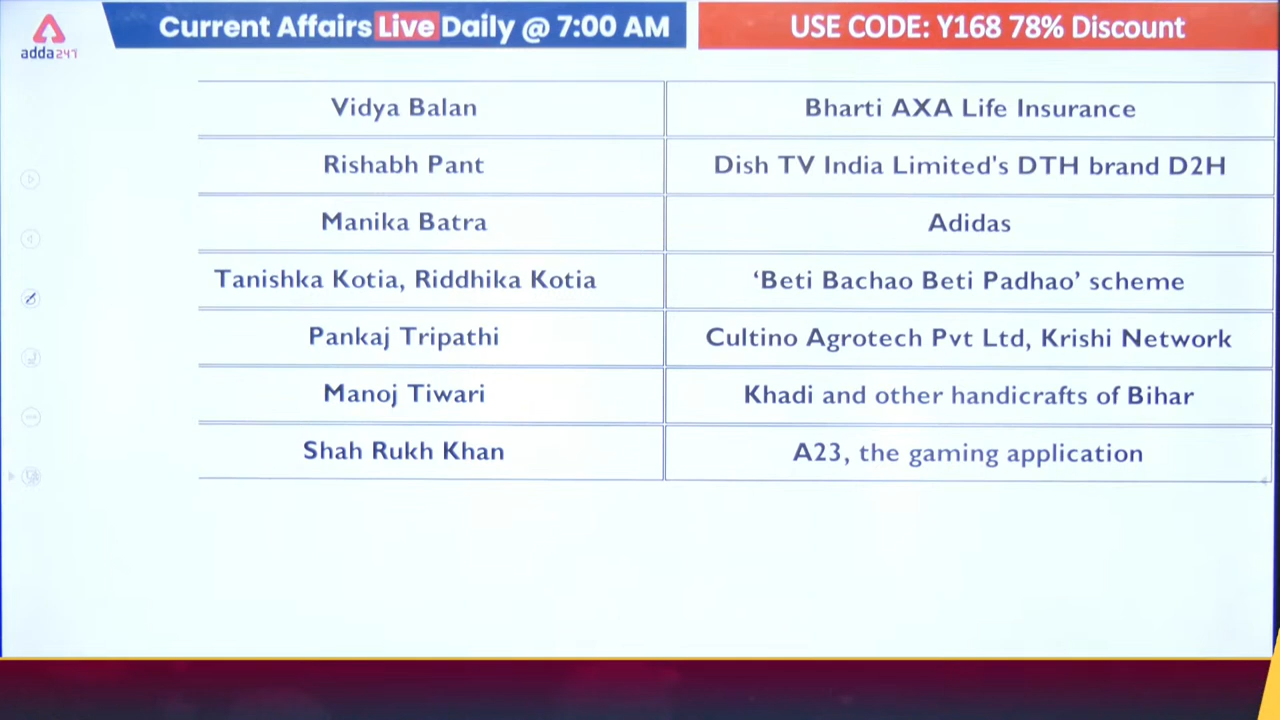 adda247
Current Affairs Live Daily @ 7:00 AM
USE CODE: Y168 78% Discount
Vidya Balan
Bharti AXA Life Insurance
Rishabh Pant
Dish TV India Limited's DTH brand D2H
Manika Batra
Adidas
Tanishka Kotia, Riddhika Kotia
‘Beti Bachao Beti Padhao’ scheme
Pankaj Tripathi
Cultino Agrotech Pvt Ltd, Krishi Network
Manoj Tiwari
Khadi and other handicrafts of Bihar
Shah Rukh Khan
A23, the gaming application